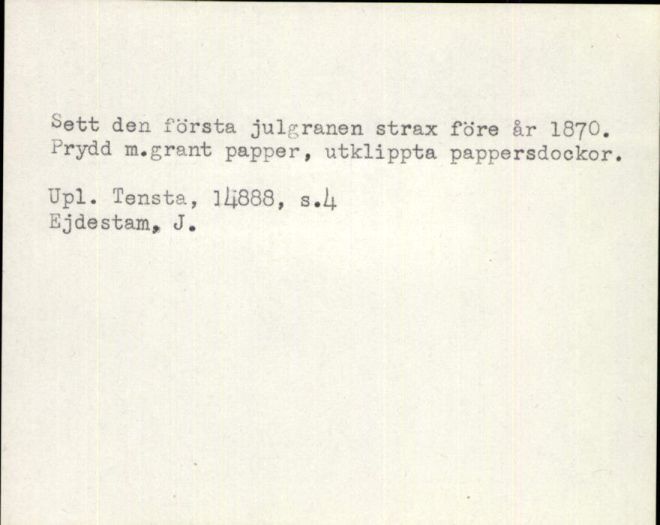 Sett den första julgranen strax före år 1870.
Prydd m.grant papper, utklippta pappersdockor.
Upl. Tensta, 14888, s.4
Ejdestam, J.